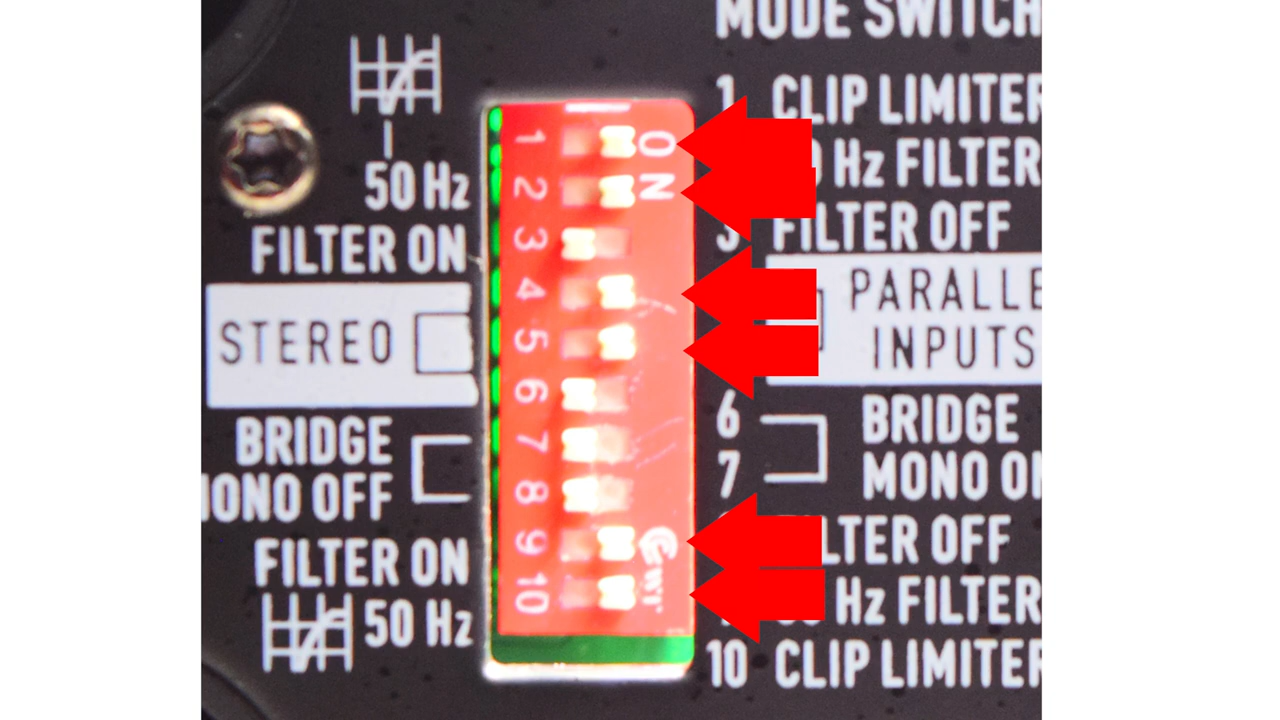 MODE SWITCH
1 CLIP LIMITER
Hz FILTER
50 Hz
FILTER ON
FILTER OFF
STEREO
PARALLE
INPUTS
BRIDGE
ONO OFF
6
7
BRIDGE
MONO O
FILTER ON
50 Hz
LTER OFF
Hz FILTER
10 CLIP LIMITER
ON
1
2
3
4
5
6
7
8
9
10